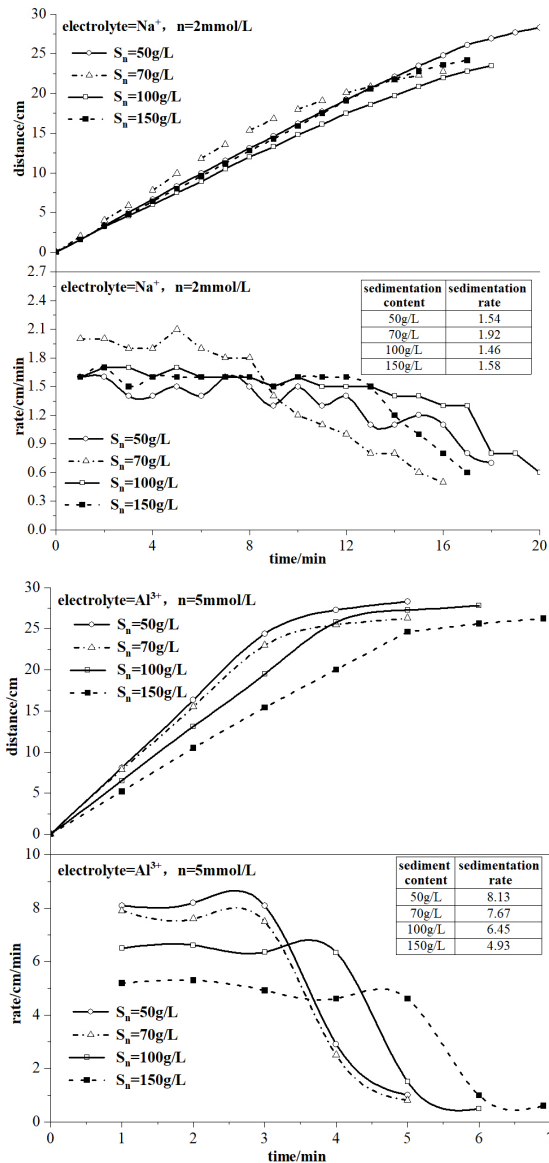 electrolyte=Na⁺, n=2mmol/L
Sₙ=50g/L
Sₙ=70g/L
Sₙ=100g/L
Sₙ=150g/L
distance/cm
30
25
20
15
10
5
0
electrolyte=Na⁺, n=2mmol/L
sedimentation content sedimentation rate
50g/L 1.54
70g/L 1.92
100g/L 1.46
150g/L 1.58
Sₙ=50g/L
Sₙ=70g/L
Sₙ=100g/L
Sₙ=150g/L
rate/cm/min
2.7
2.4
2.1
1.8
1.5
1.2
0.9
0.6
0.3
0.0
0 4 8 12 16 20
time/min
electrolyte=Al³⁺, n=5mmol/L
Sₙ=50g/L
Sₙ=70g/L
Sₙ=100g/L
Sₙ=150g/L
distance/cm
30
25
20
15
10
5
0
electrolyte=Al³⁺, n=5mmol/L
sediment content sedimentation rate
50g/L 8.13
70g/L 7.67
100g/L 6.45
150g/L 4.93
Sₙ=50g/L
Sₙ=70g/L
Sₙ=100g/L
Sₙ=150g/L
rate/cm/min
10
8
6
4
2
0
0 1 2 3 4 5 6 7
time/min